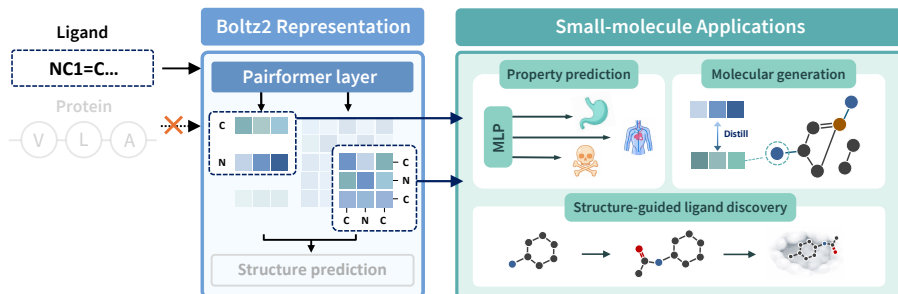 Ligand
NC1=C...
Protein
V L A
Boltz2 Representation
Pairformer layer
C
N
C
N
C
C N C
Structure prediction
Small-molecule Applications
Property prediction
MLP
Molecular generation
Distill
Structure-guided ligand discovery